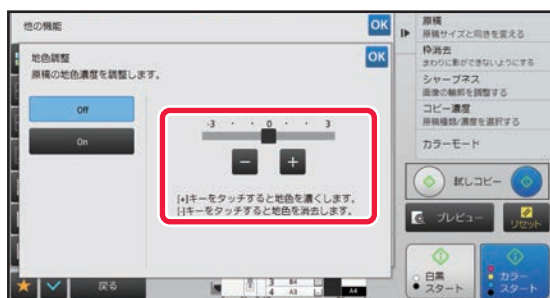 他の機能
OK
地色調整
OK
原稿の地色濃度を調整します。
Off
On
-3 ・ ・ 0 ・ ・ 3
[+]キーをタッチすると地色を濃くします。
[-]キーをタッチすると地色を消去します。
戻る
3 B4
4 A3
A4
原稿
原稿サイズと向きを変える
枠消去
まわりに影ができないようにする
シャープネス
画像の輪郭を調整する
コピー濃度
原稿種類/濃度を選択する
カラーモード
試しコピー
プレビュー
リセット
白黒
スタート
カラー
スタート